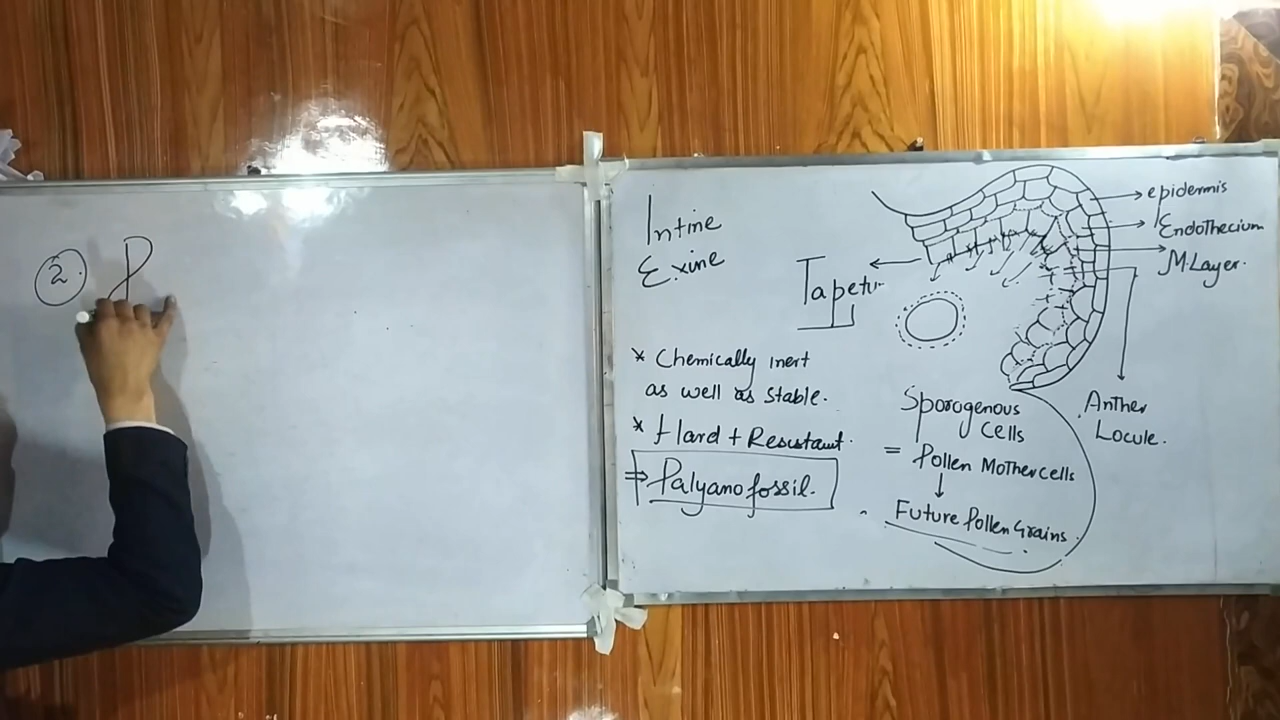 ② P
Intine
Exine
* Chemically inert
as well as stable.
* Hard + Resistant.
⇒ Palyanofossil.
Tapetu
epidermis
Endothecium
M.Layer.
Anther
Locule.
Sporogenous
Cells
= Pollen Mothercells
↓
Future Pollen Grains.